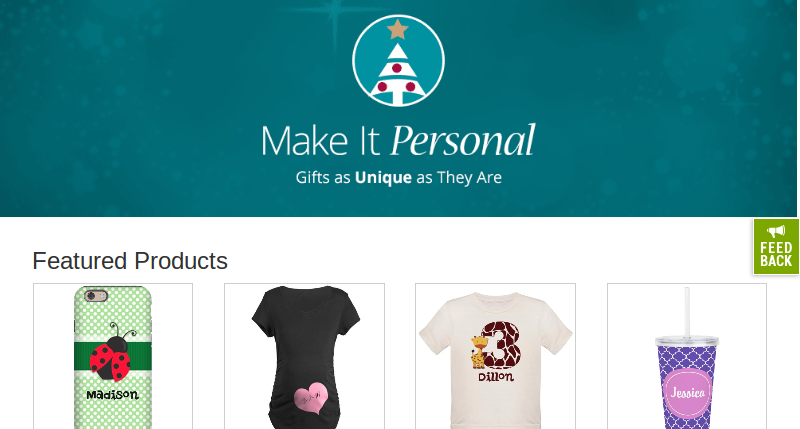 Make It Personal
Gifts as Unique as They Are
FEED
BACK
Featured Products
Madison
3
Dillon
Jessica